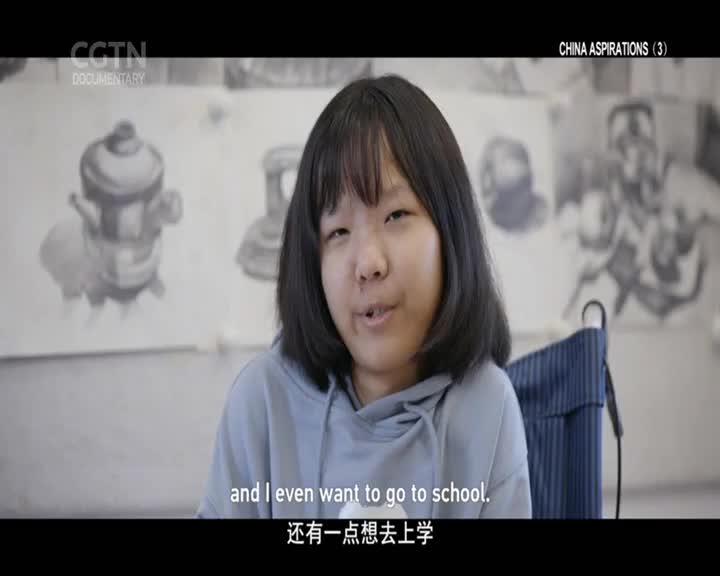 CGTN
DOCUMENTARY
CHINA ASPIRATIONS (3)
and I even want to go to school.
还有一点想去上学